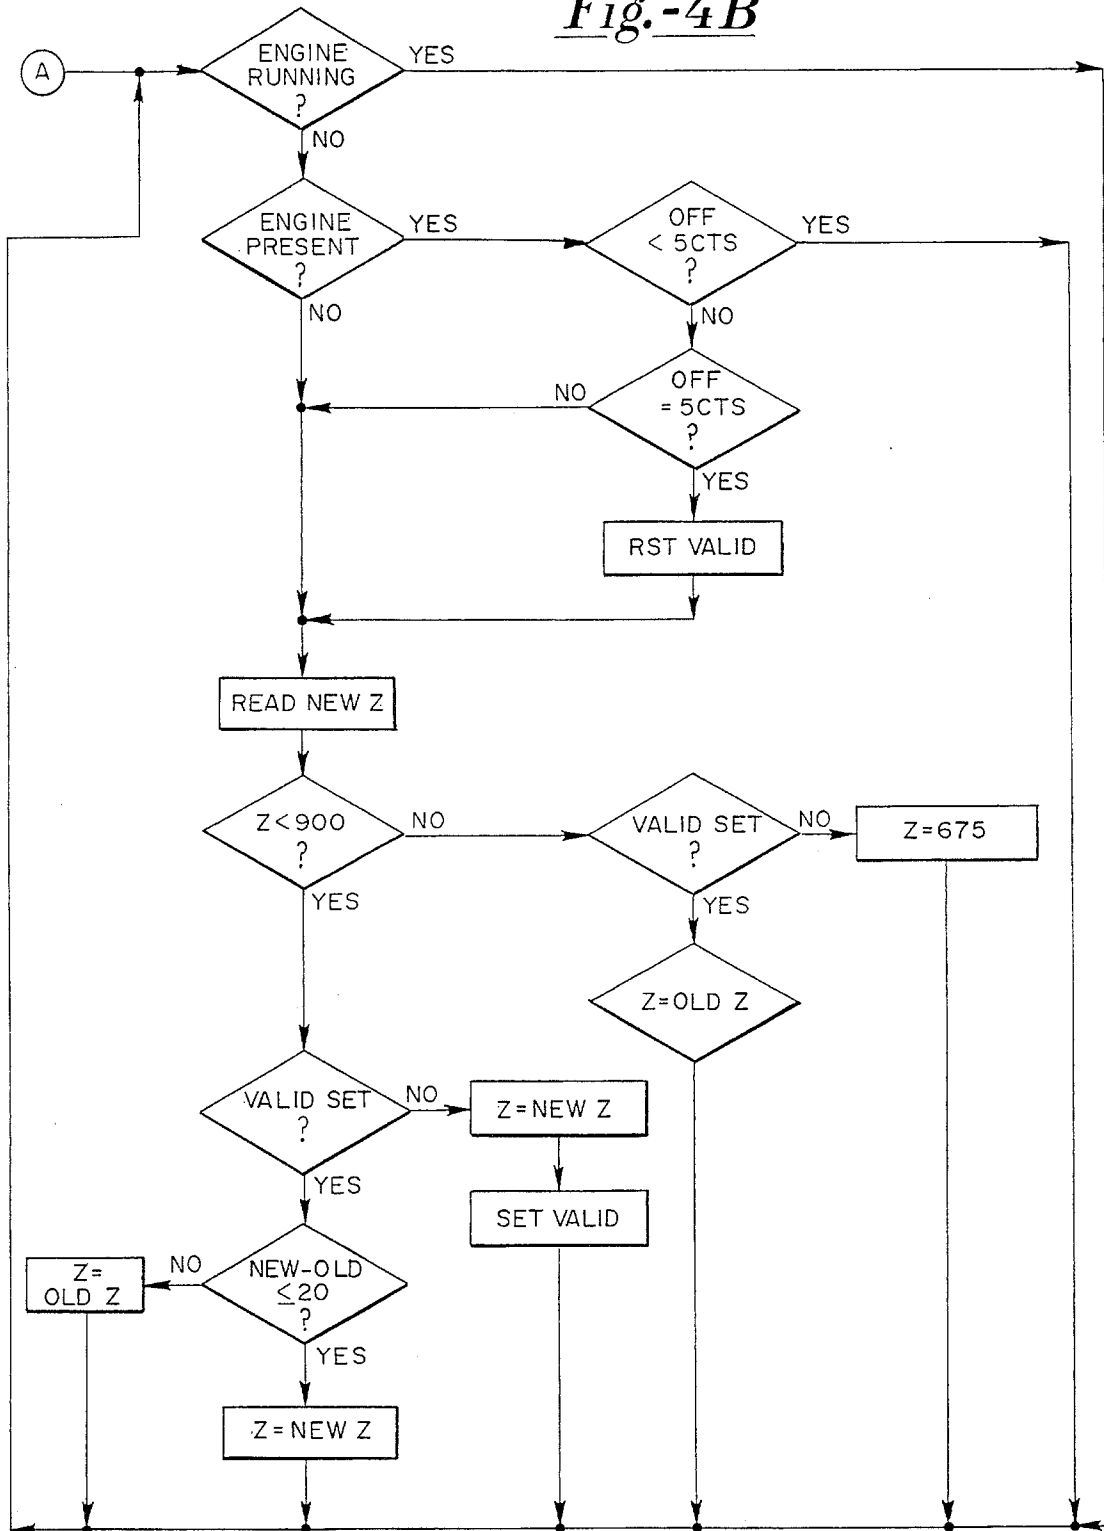 Fig.-4B
A
ENGINE
RUNNING
?
YES
NO
ENGINE
PRESENT
?
YES
NO
OFF
< 5CTS
?
YES
NO
OFF
= 5CTS
?
NO
YES
RST VALID
READ NEW Z
Z<900
?
NO
YES
VALID SET
?
NO
Z=675
YES
Z=OLD Z
VALID SET
?
NO
Z=NEW Z
YES
SET VALID
NEW-OLD
≤20
?
NO
Z=
OLD Z
YES
Z=NEW Z